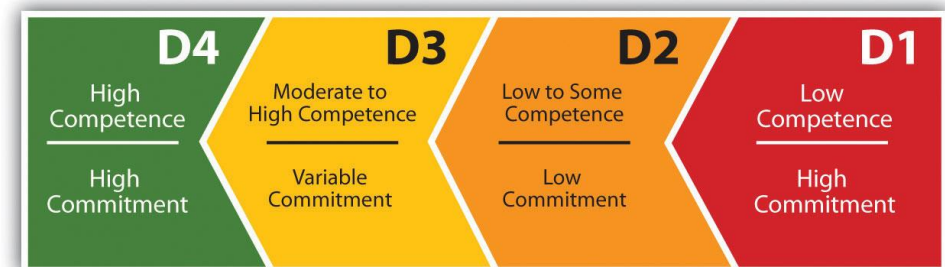 D4
High
Competence
High
Commitment
D3
Moderate to
High Competence
Variable
Commitment
D2
Low to Some
Competence
Low
Commitment
D1
Low
Competence
High
Commitment